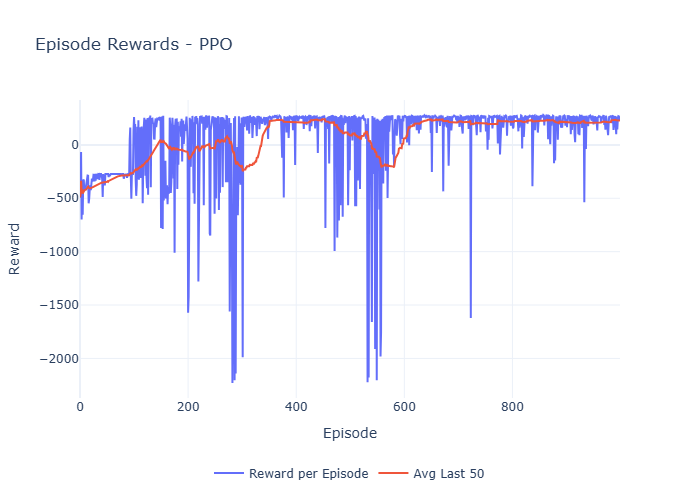 Episode Rewards - PPO
0
−500
−1000
−1500
−2000
Reward
0 200 400 600 800
Episode
Reward per Episode Avg Last 50